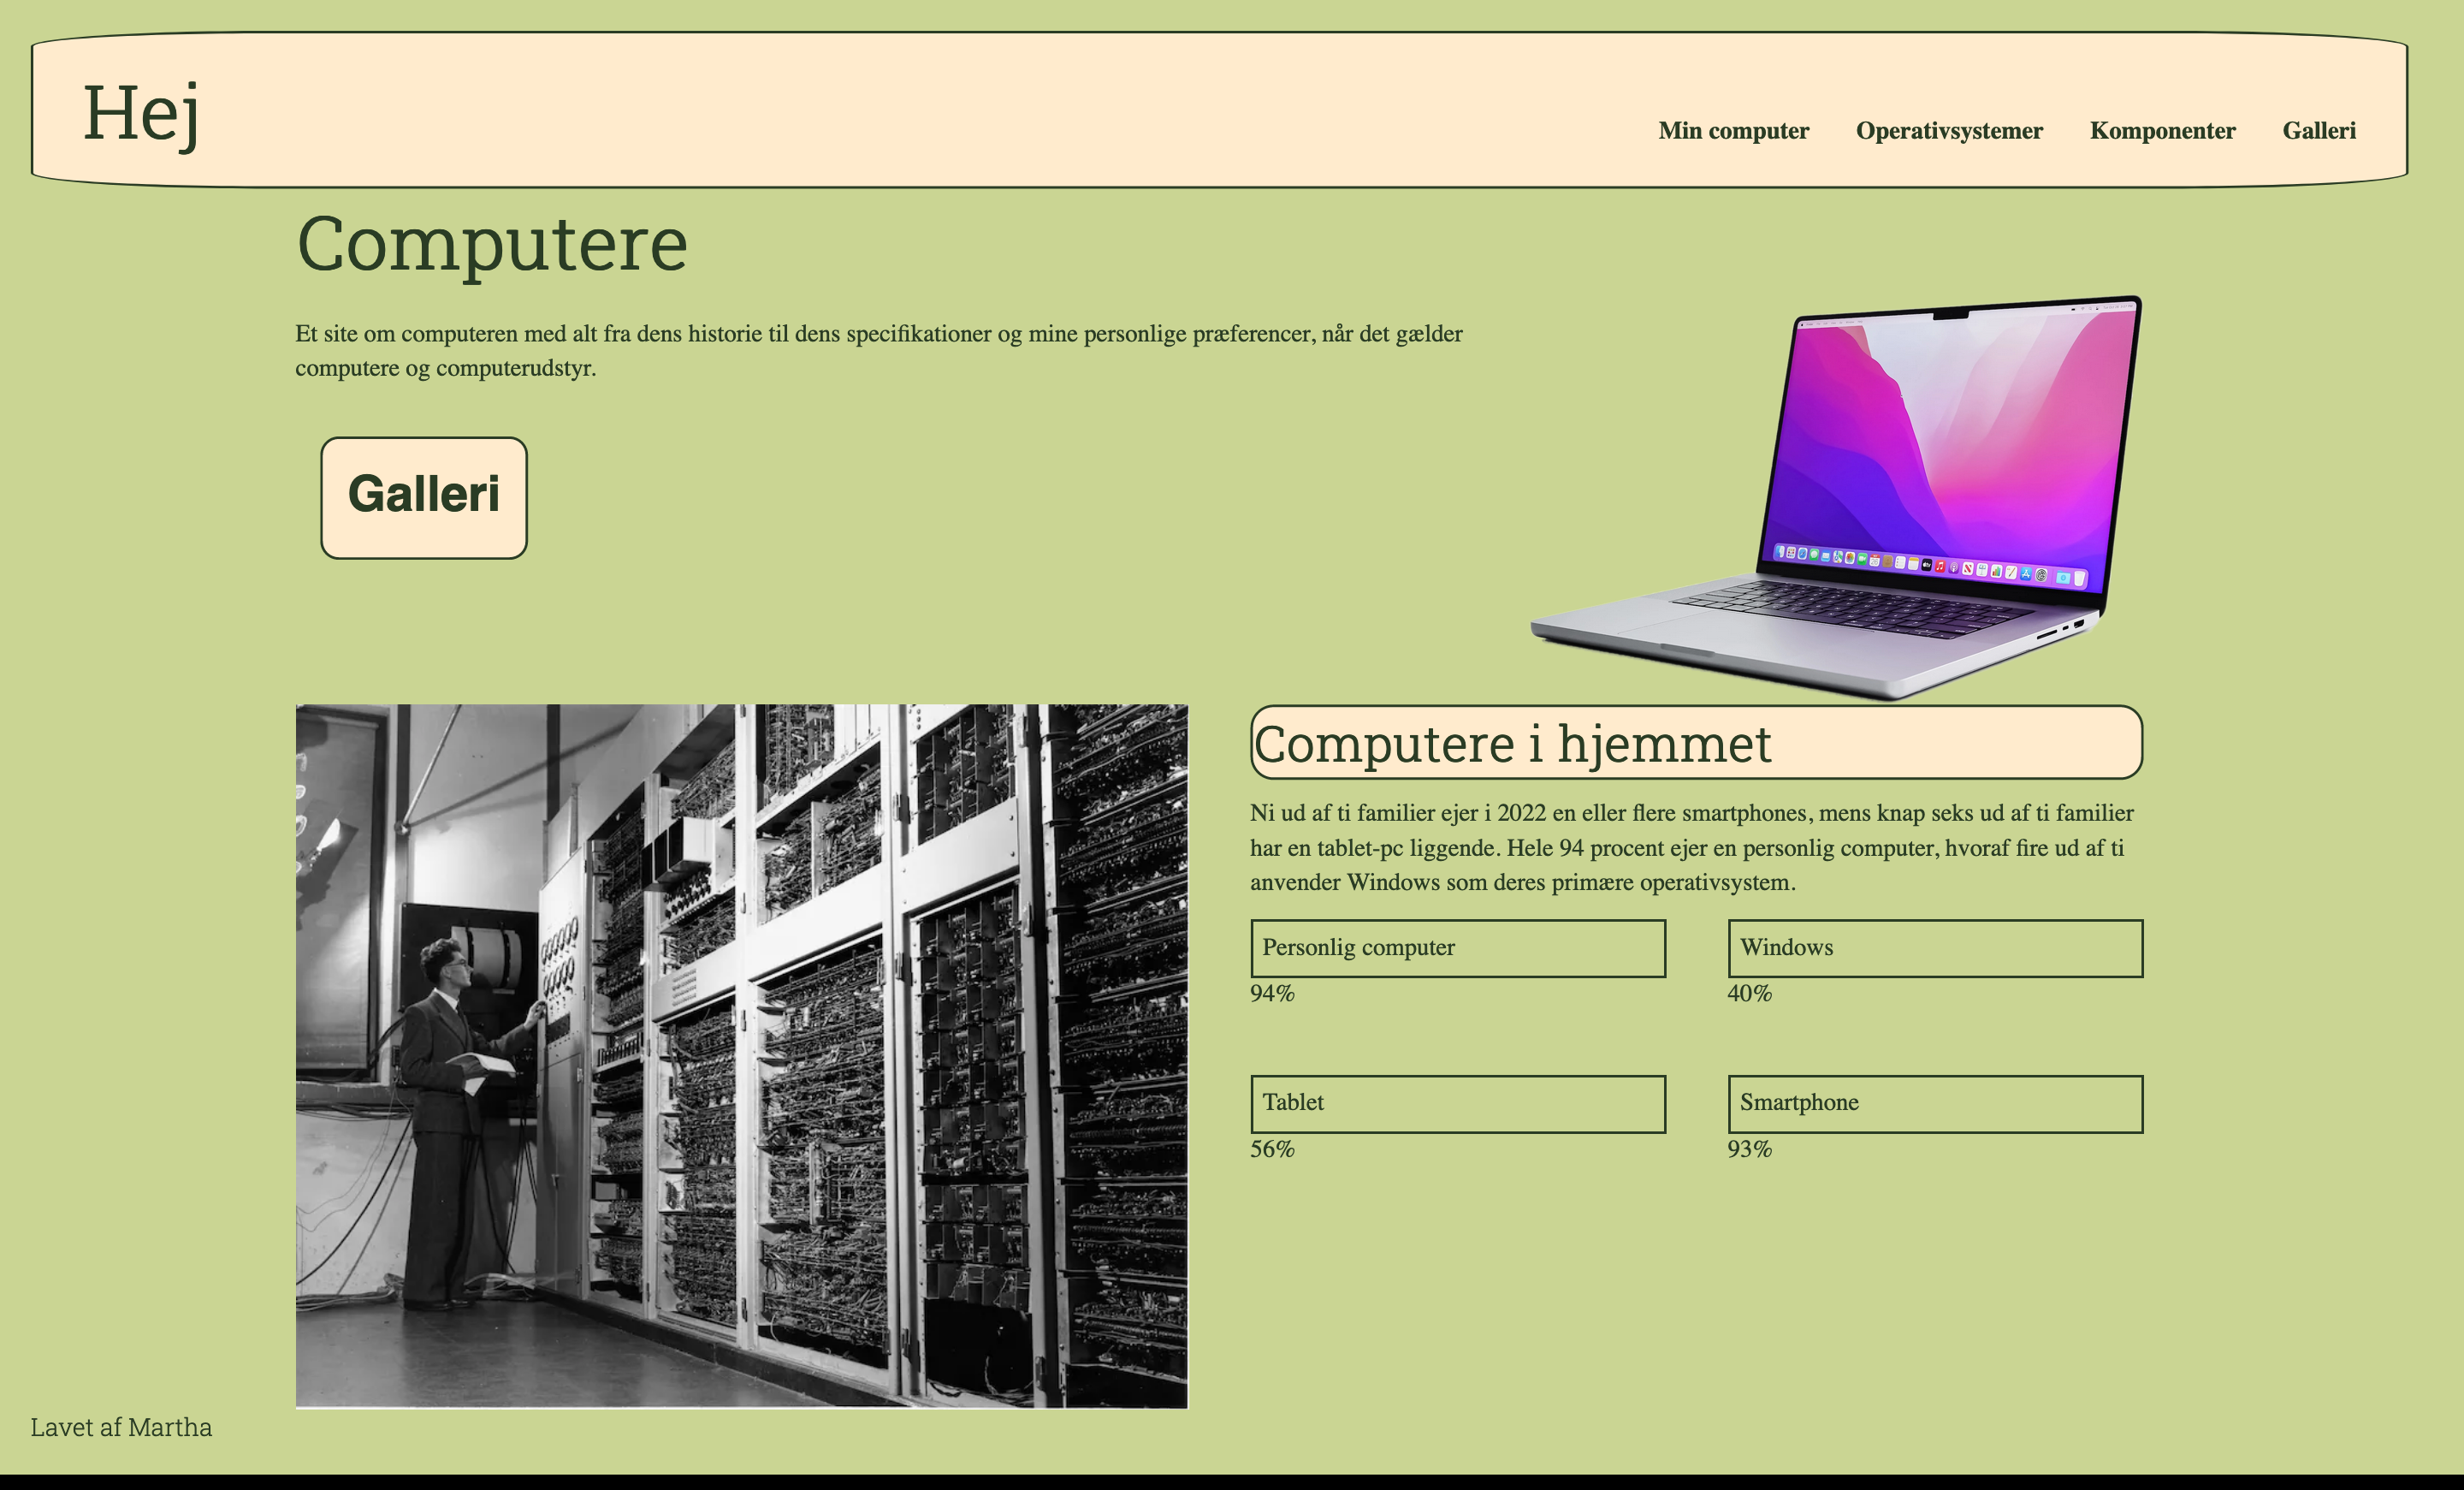 Hej
Min computer
Operativsystemer
Komponenter
Galleri
Computere
Et site om computeren med alt fra dens historie til dens specifikationer og mine personlige præferencer, når det gælder
computere og computerudstyr.
Galleri
Computere i hjemmet
Ni ud af ti familier ejer i 2022 en eller flere smartphones, mens knap seks ud af ti familier
har en tablet-pc liggende. Hele 94 procent ejer en personlig computer, hvoraf fire ud af ti
anvender Windows som deres primære operativsystem.
Personlig computer
94%
Windows
40%
Tablet
56%
Smartphone
93%
Lavet af Martha